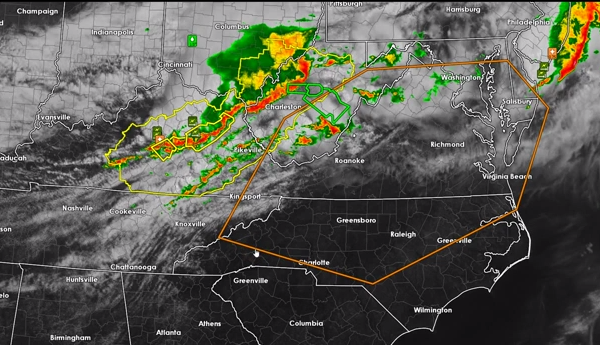 Pittsburgh
Harrisburg
Champaign
Columbus
Philadelphia
Indianapolis
Cincinnati
Washington
Salisbury
Charleston
Evansville
Paducah
Pikeville
Richmond
Roanoke
Virginia Beach
Kingsport
Nashville
Cookeville
Knoxville
Greensboro
Raleigh
Greenville
Charlotte
Chattanooga
Huntsville
Greenville
Wilmington
Athens
Columbia
Atlanta
Birmingham